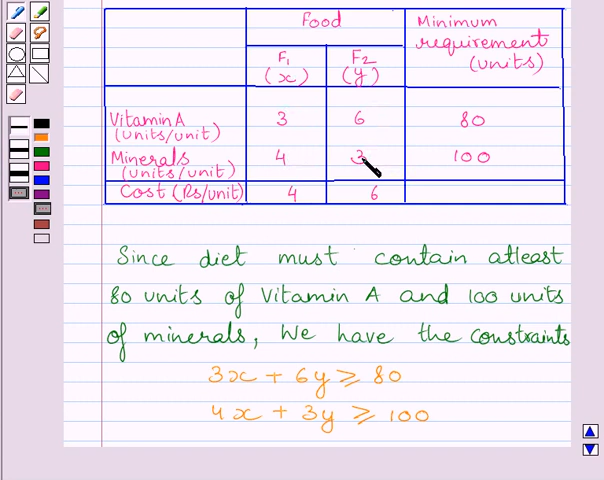 Food Minimum requirement (units)
F1 (x) F2 (y)
Vitamin A (units/unit) 3 6 80
Minerals (units/unit) 4 3 100
Cost (Rs/unit) 4 6
Since diet must contain atleast
80 units of Vitamin A and 100 units
of minerals, We have the constraints
3x + 6y ⩾ 80
4x + 3y ⩾ 100